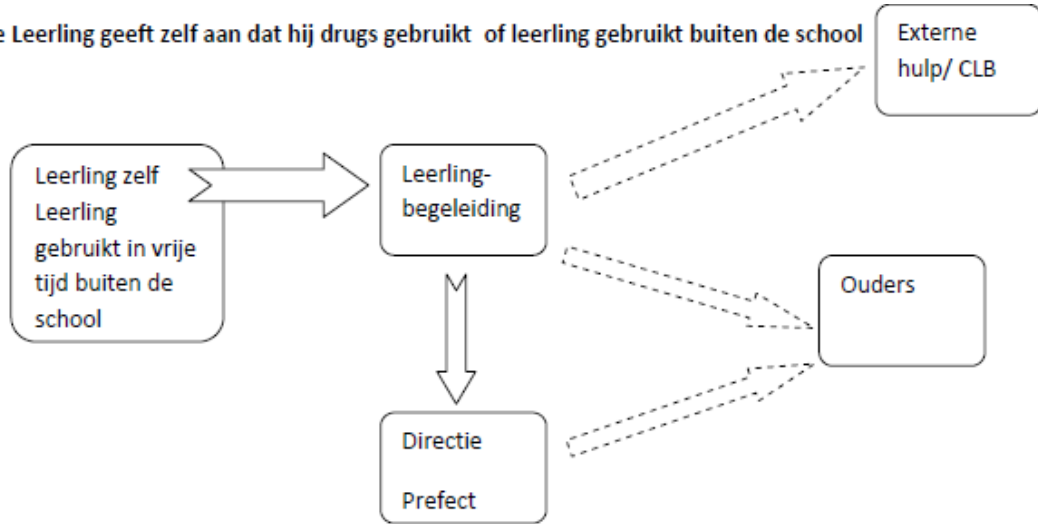 e Leerling geeft zelf aan dat hij drugs gebruikt of leerling gebruikt buiten de school
Externe
hulp/ CLB
Leerling zelf
Leerling
gebruikt in vrije
tijd buiten de
school
Leerling-
begeleiding
Ouders
Directie
Prefect